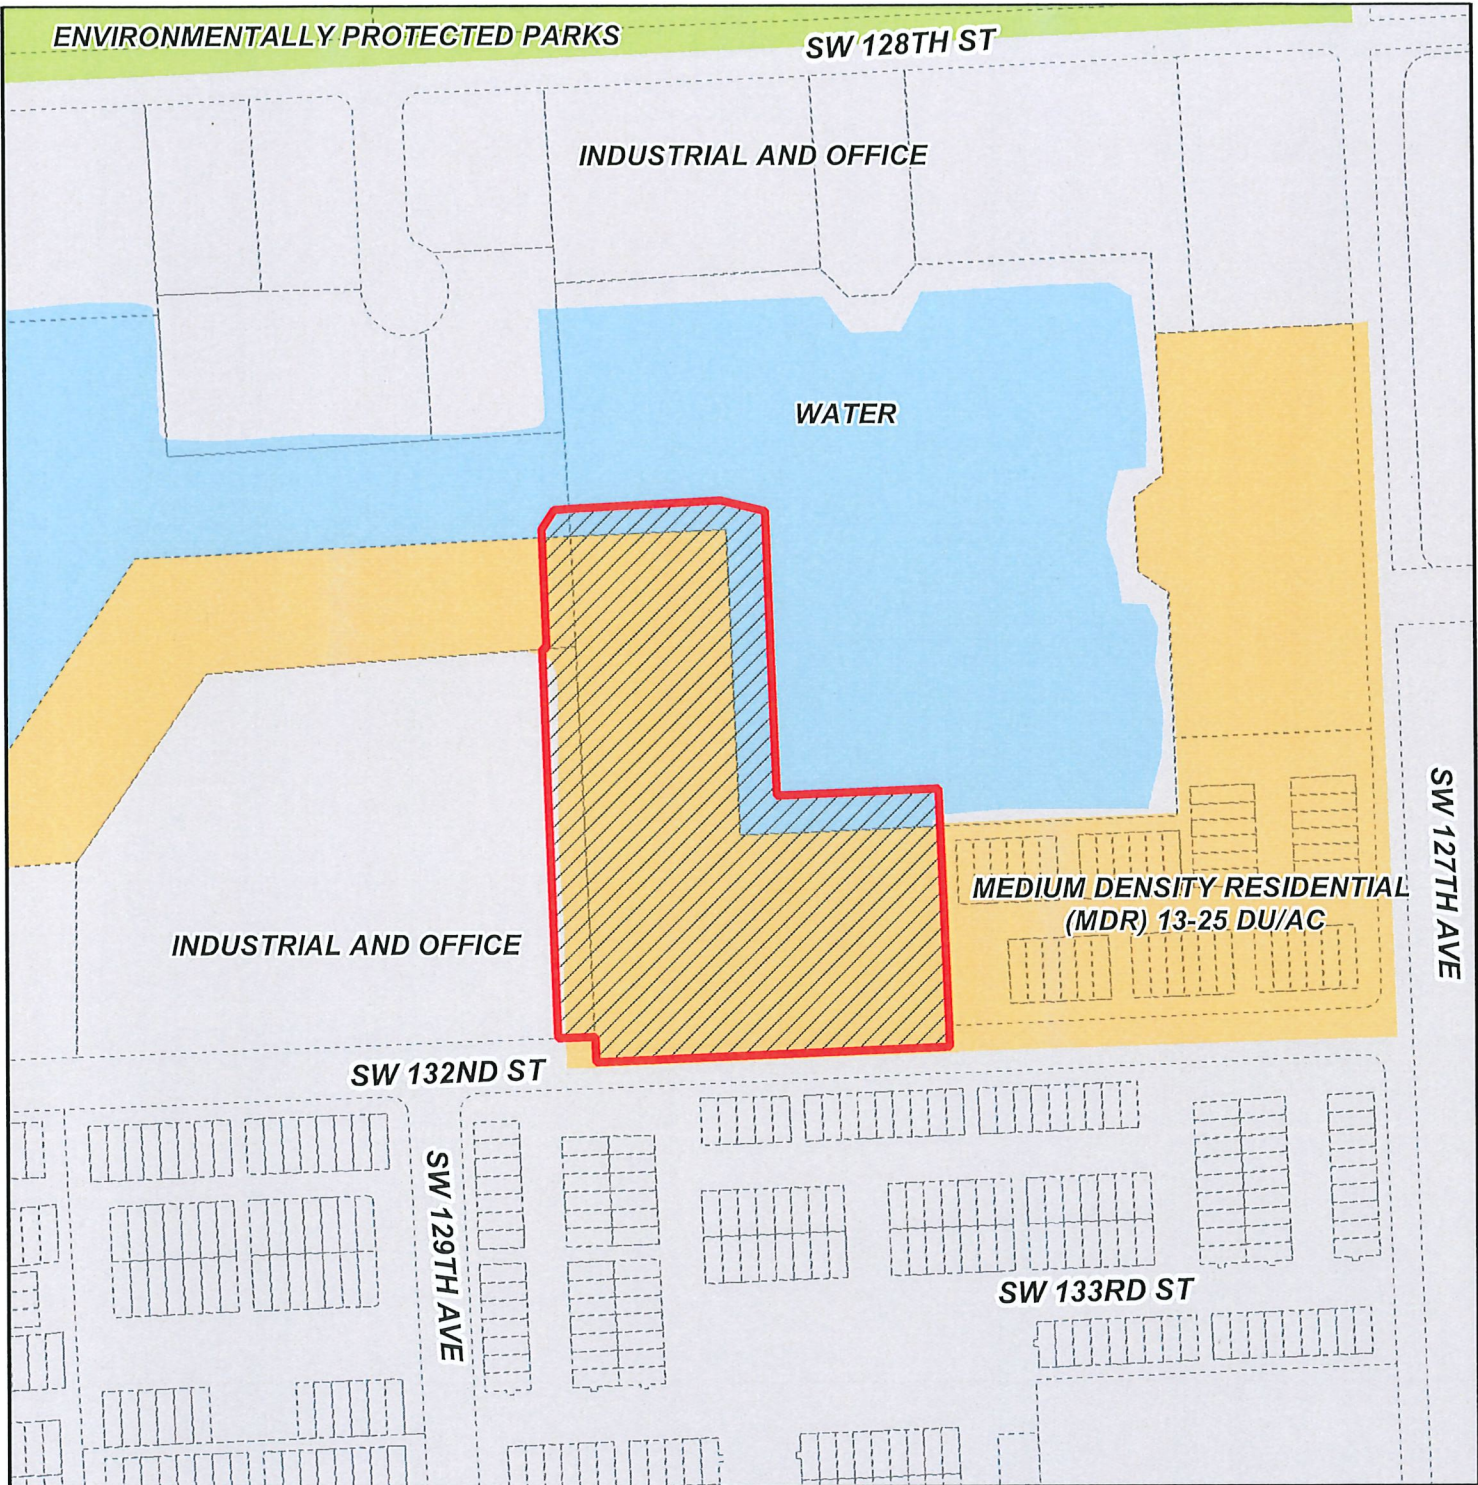 ENVIRONMENTALLY PROTECTED PARKS
SW 128TH ST
INDUSTRIAL AND OFFICE
WATER
SW 127TH AVE
MEDIUM DENSITY RESIDENTIAL
(MDR) 13-25 DU/AC
INDUSTRIAL AND OFFICE
SW 132ND ST
SW 129TH AVE
SW 133RD ST